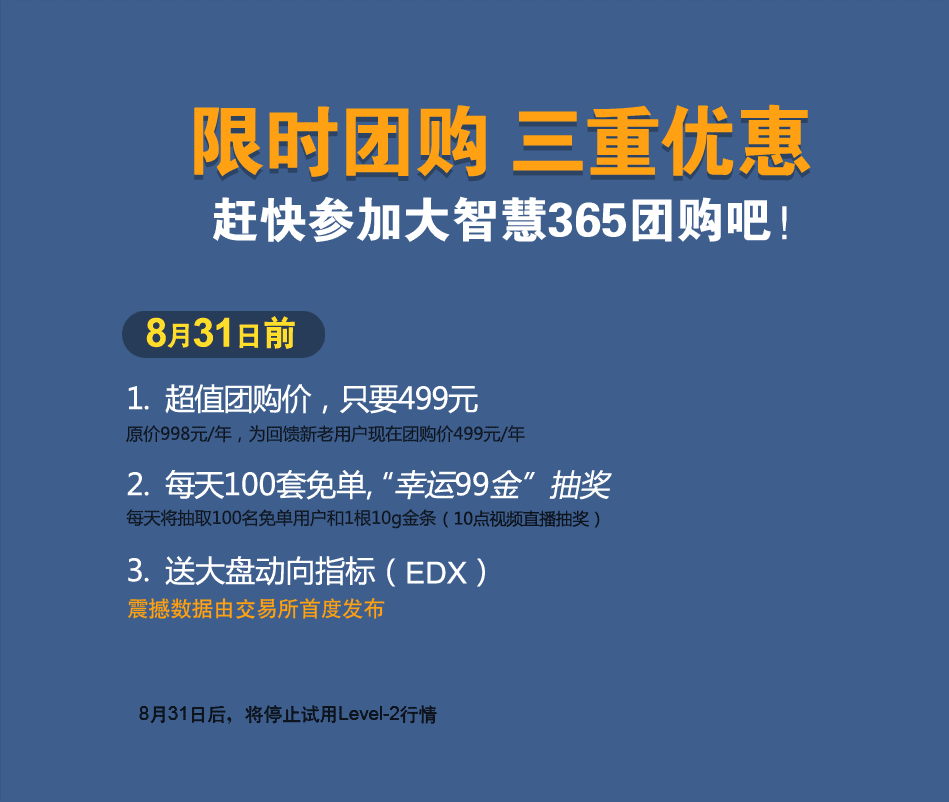 限时团购 三重优惠
赶快参加大智慧365团购吧!
8月31日前
1. 超值团购价，只要499元
原价998元/年，为回馈新老用户现在团购价499元/年
2. 每天100套免单,“幸运99金”抽奖
每天将抽取100名免单用户和1根10g金条（10点视频直播抽奖）
3. 送大盘动向指标（EDX）
震撼数据由交易所首度发布
8月31日后，将停止试用Level-2行情